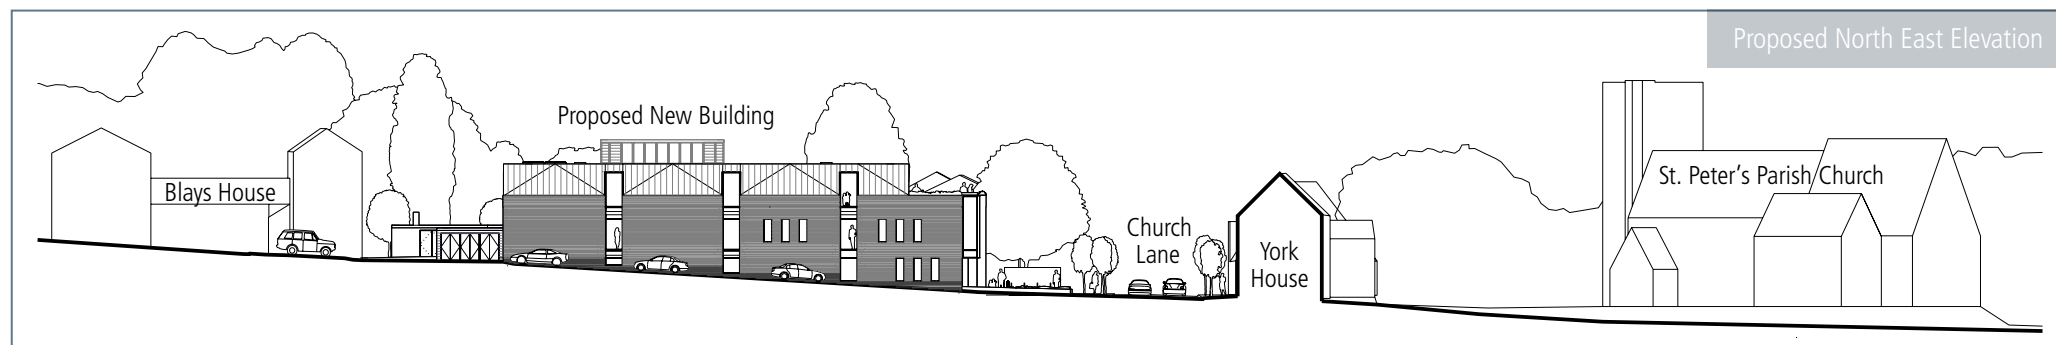 Proposed North East Elevation
Proposed New Building
Blays House
Church
Lane
York
House
St. Peter’s Parish Church